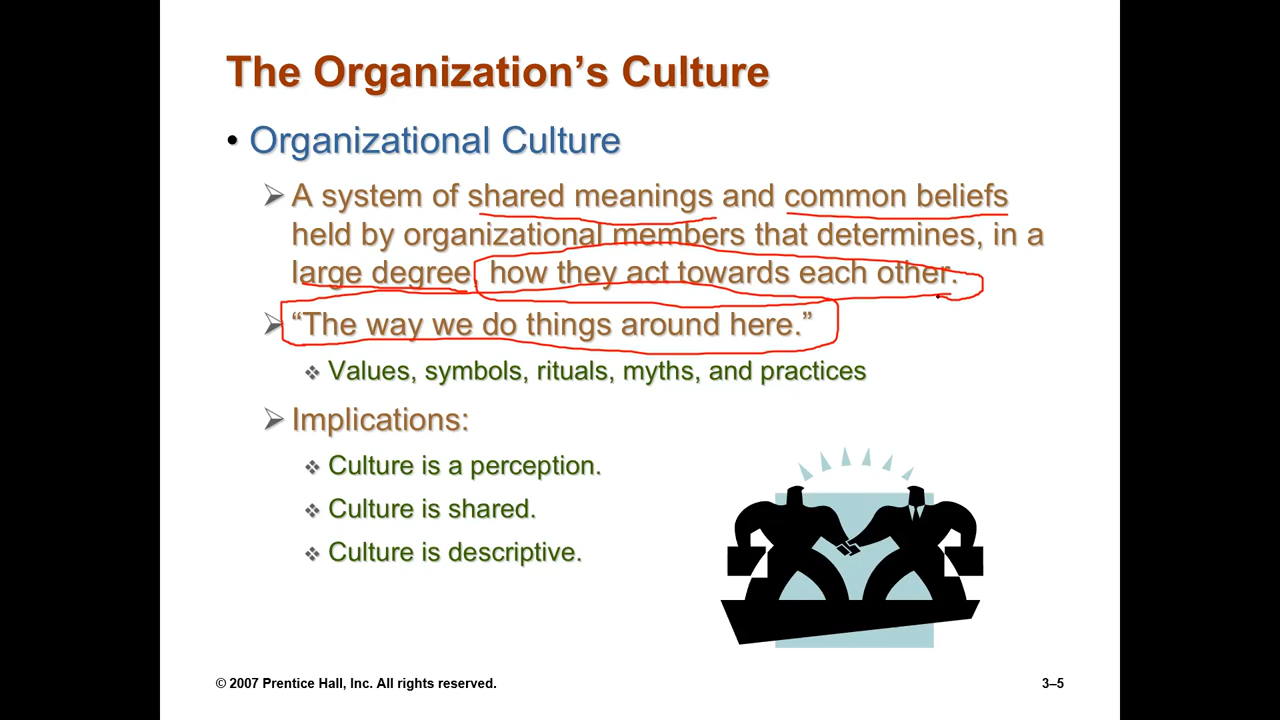 The Organization’s Culture
• Organizational Culture
A system of shared meanings and common beliefs
held by organizational members that determines, in a
large degree, how they act towards each other.
“The way we do things around here.”
Values, symbols, rituals, myths, and practices
Implications:
Culture is a perception.
Culture is shared.
Culture is descriptive.
© 2007 Prentice Hall, Inc. All rights reserved.
3–5